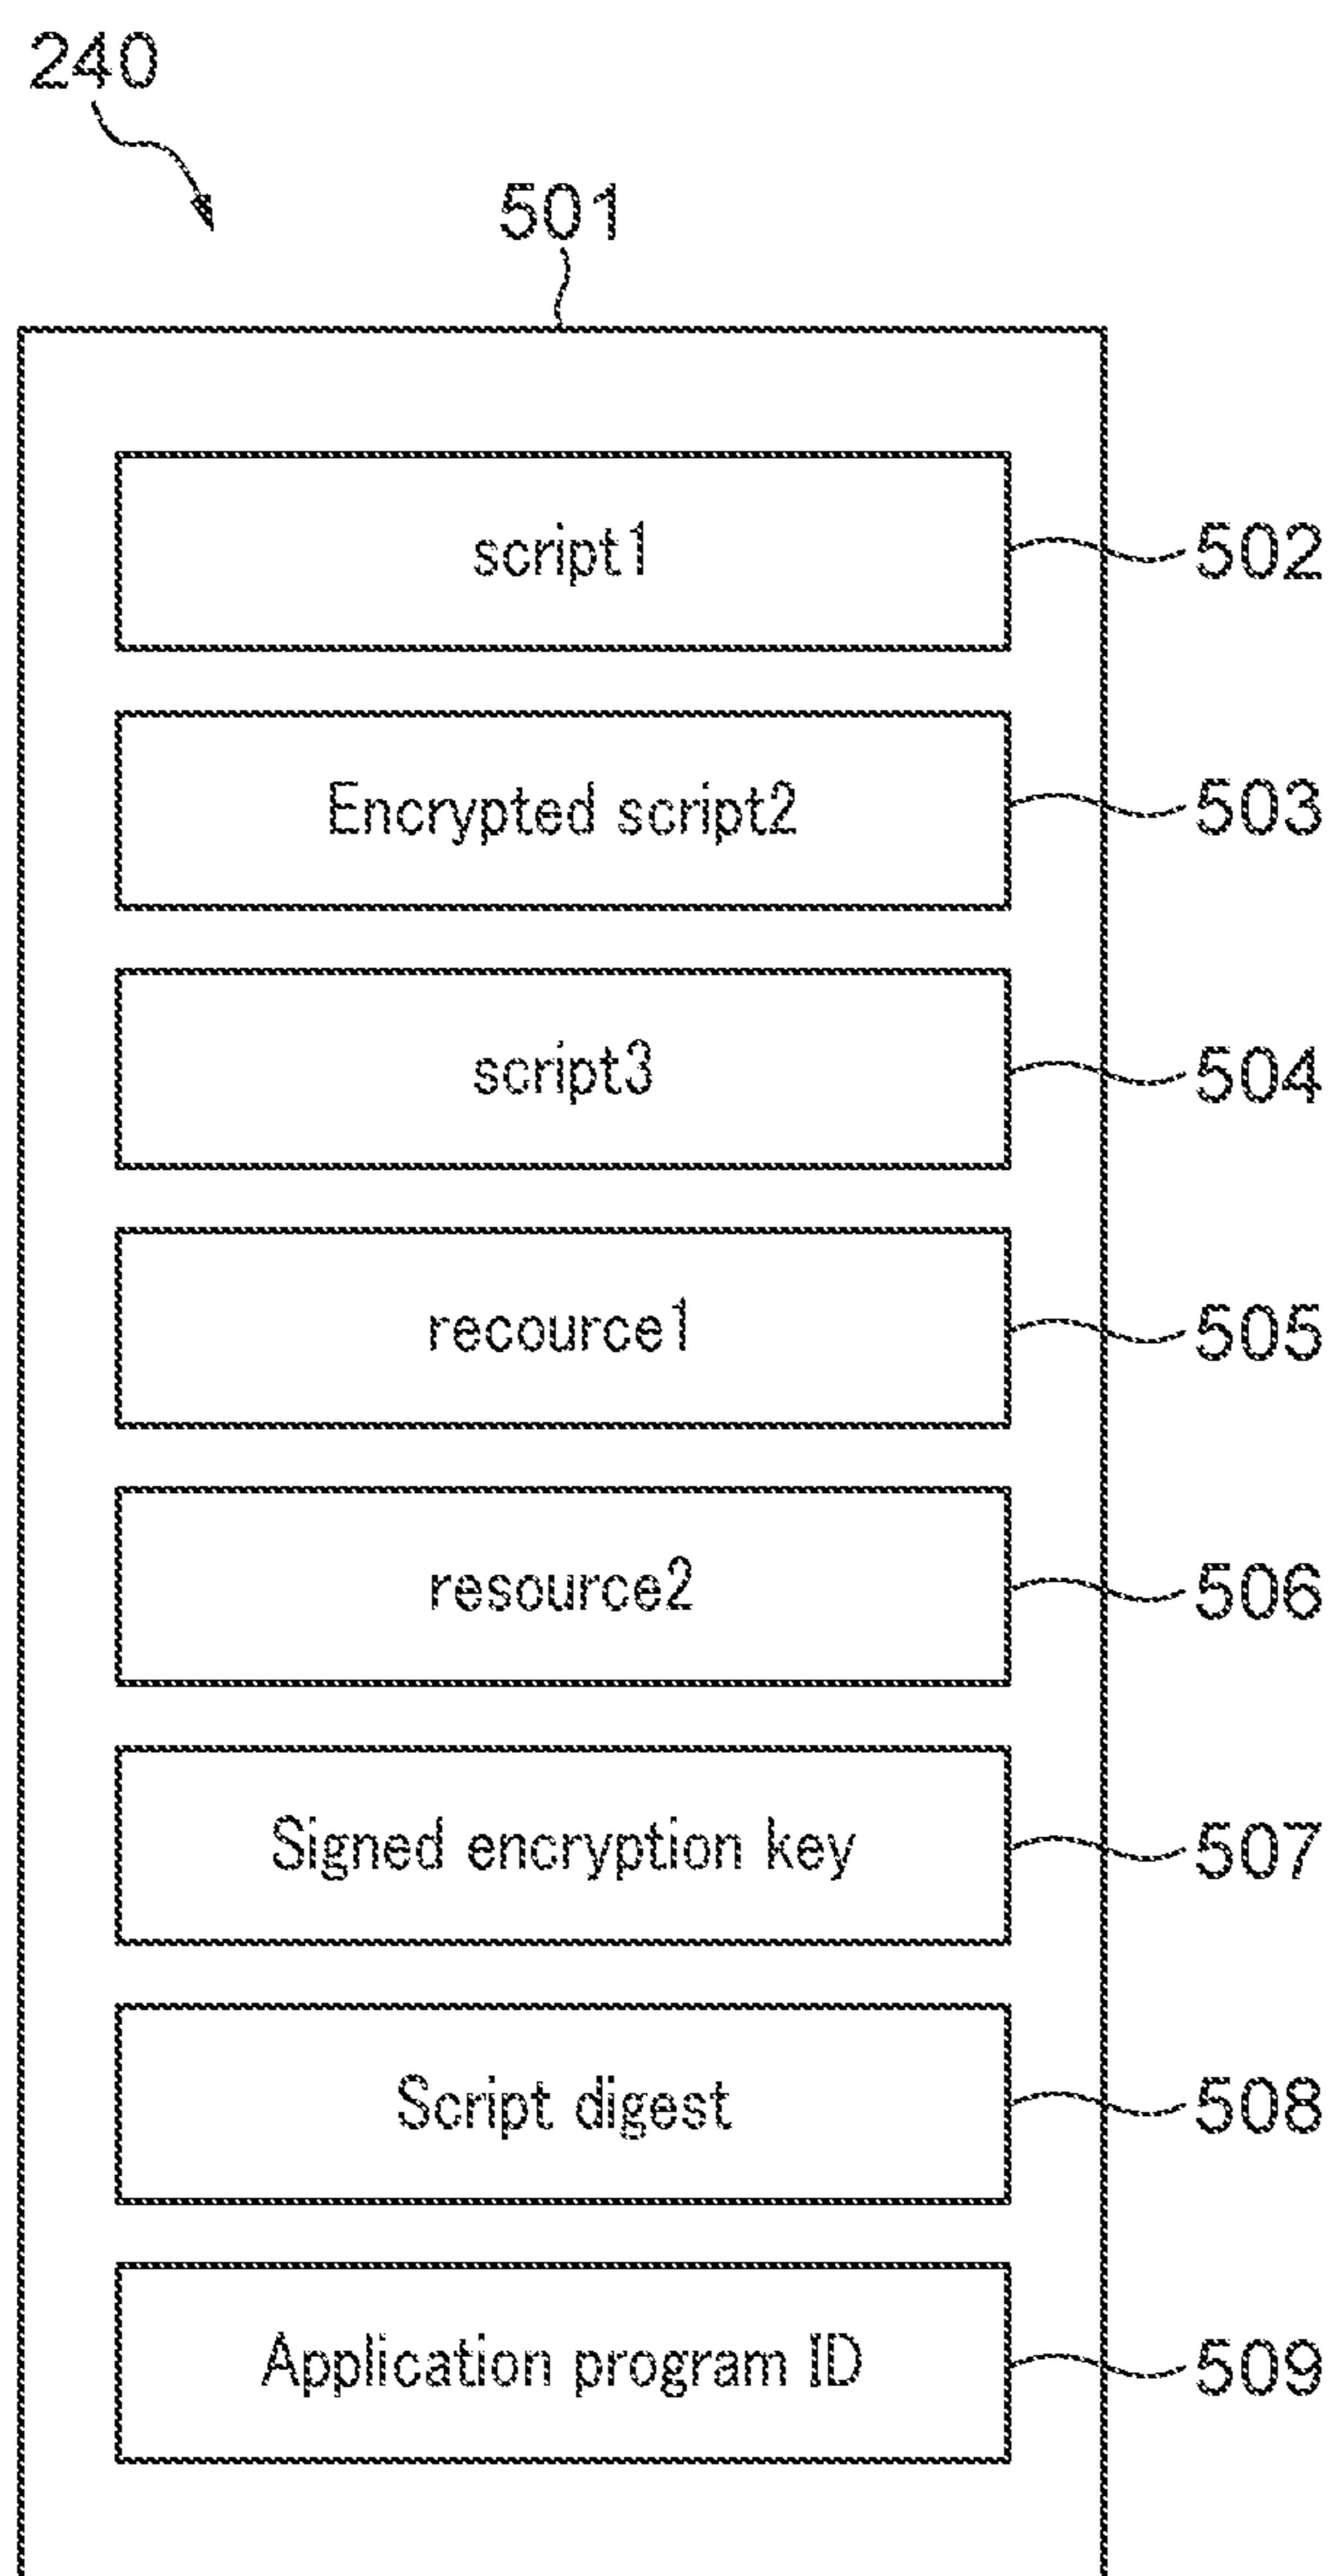 240
501
script1
502
Encrypted script2
503
script3
504
recource1
505
resource2
506
Signed encryption key
507
Script digest
508
Application program ID
509